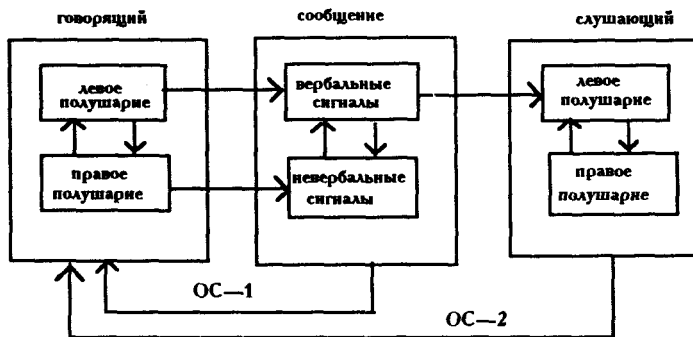 говорящий
сообщение
слушающий
левое
полушарие
правое
полушарие
вербальные
сигналы
невербальные
сигналы
левое
полушарие
правое
полушарие
ОС—1
ОС—2